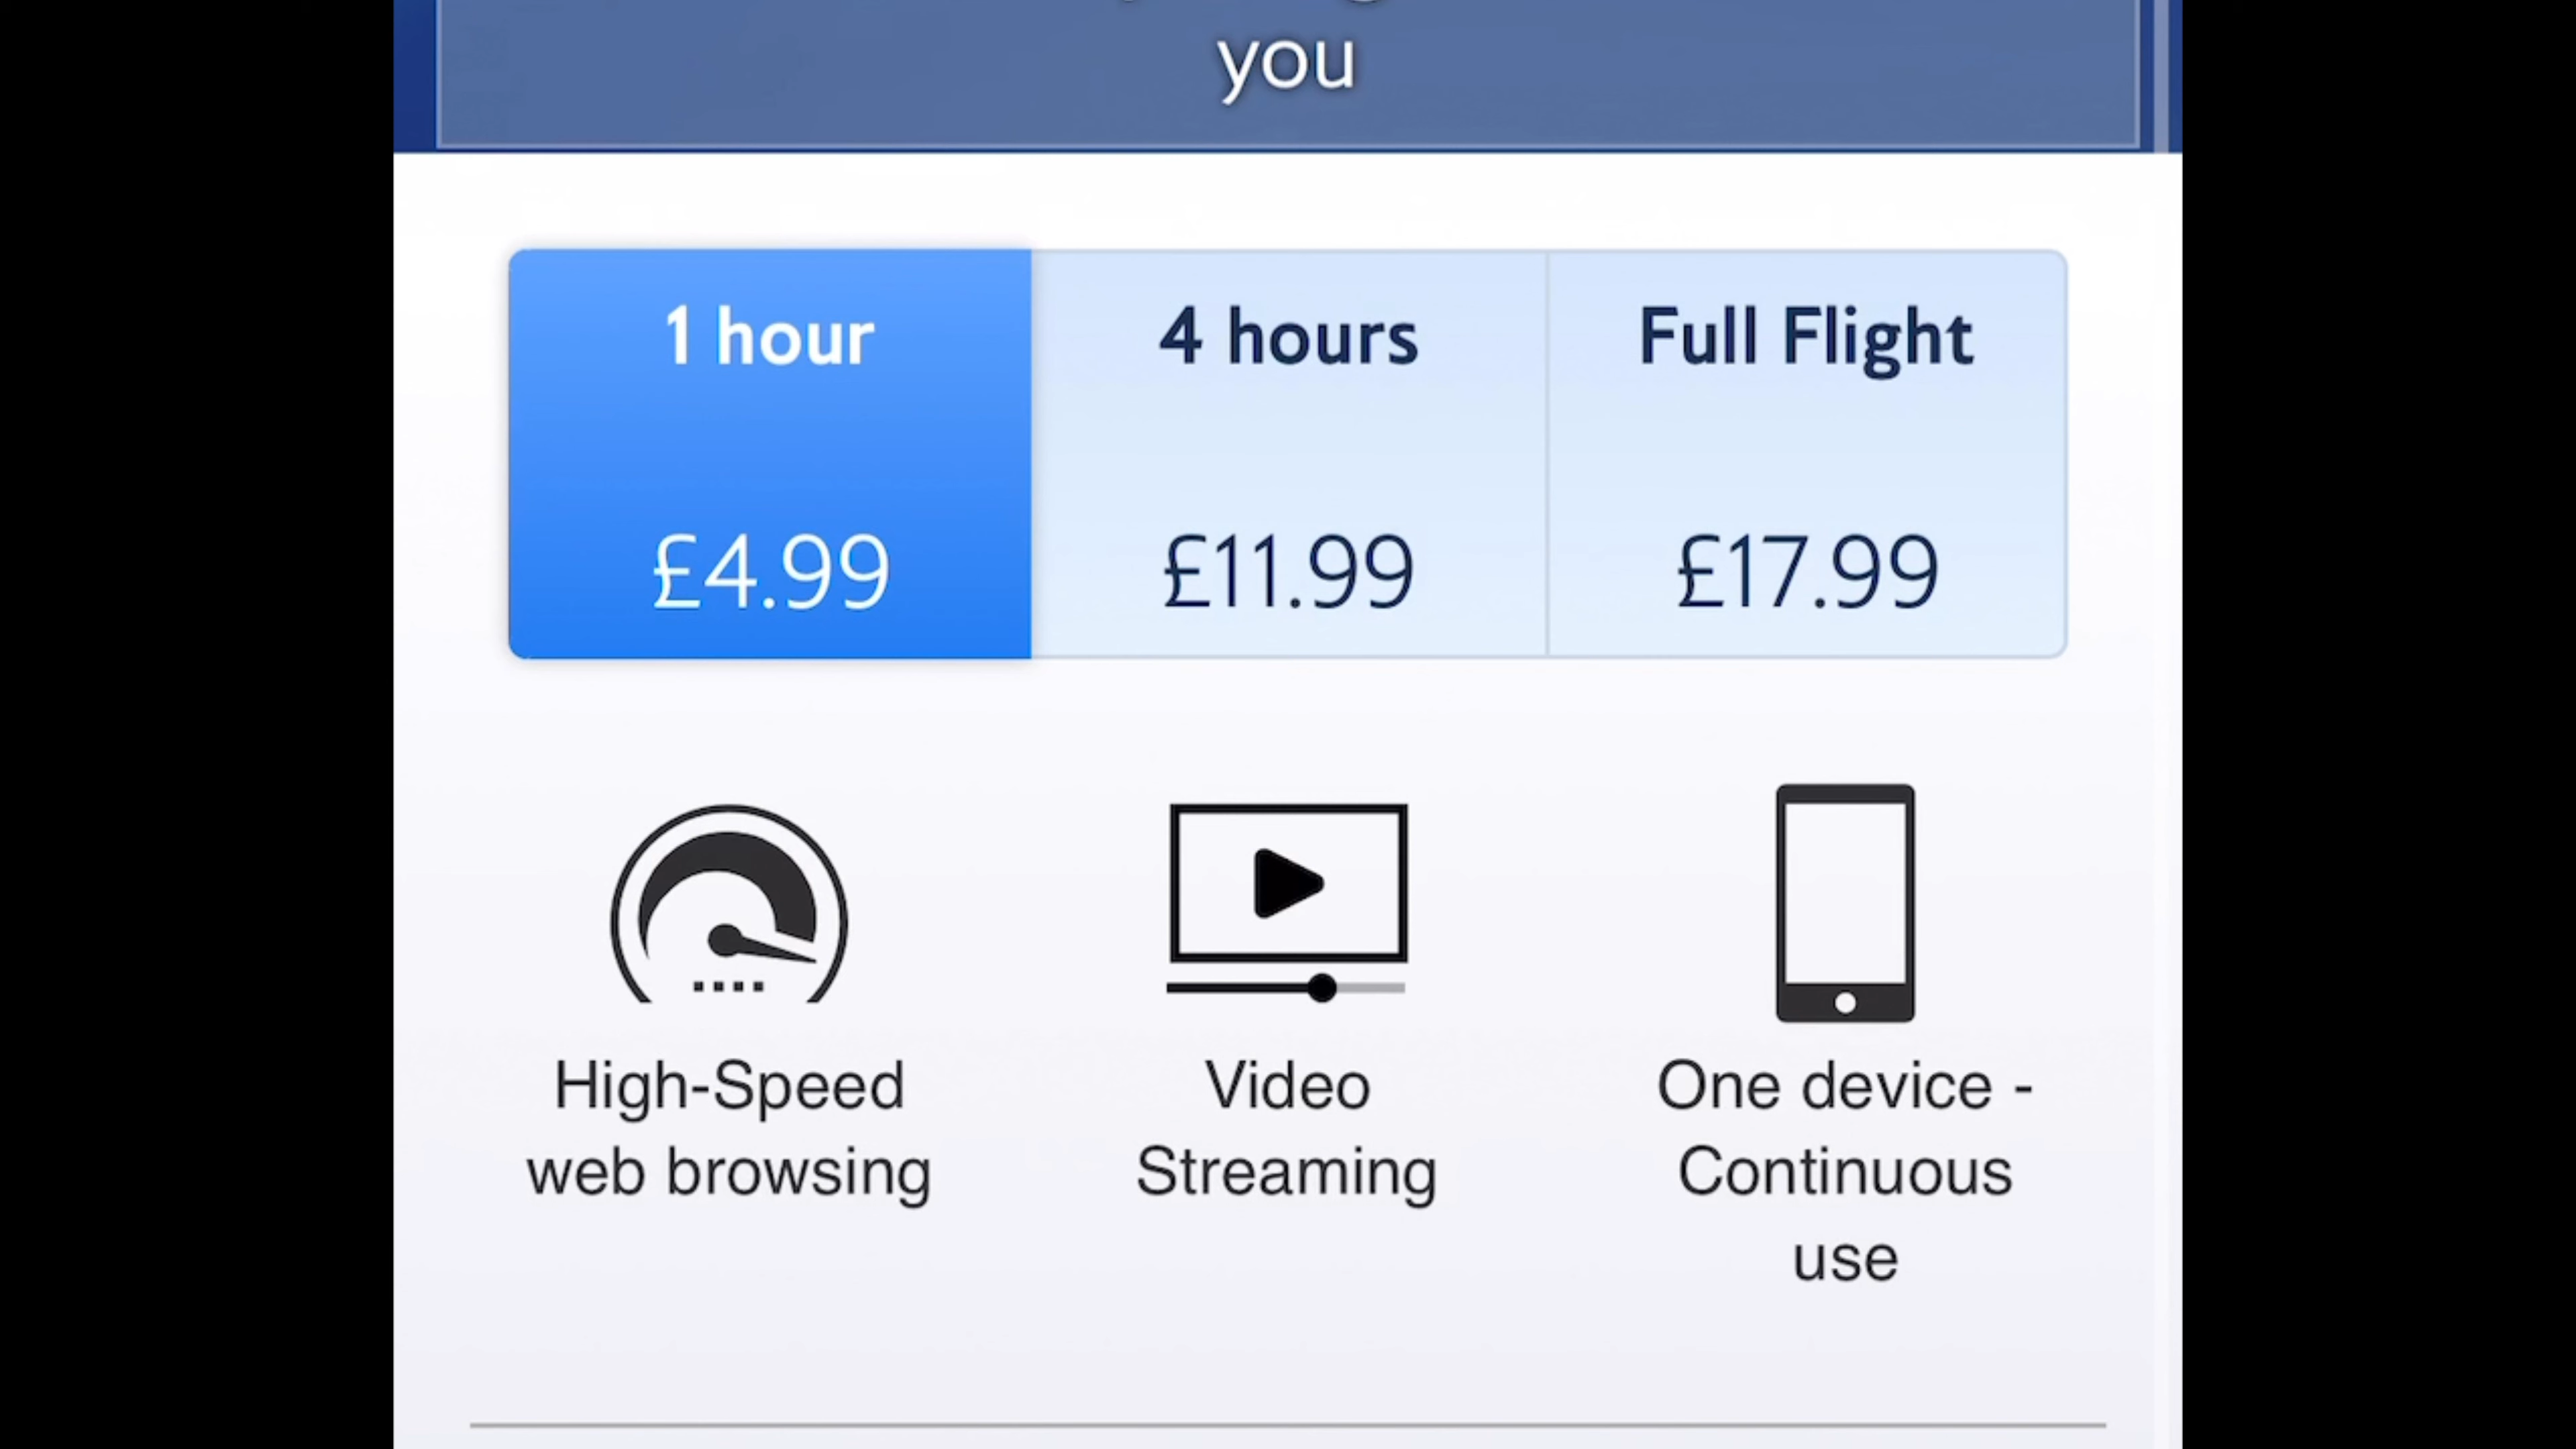 you
1 hour
4 hours
Full Flight
£4.99
£11.99
£17.99
High-Speed
web browsing
Video
Streaming
One device -
Continuous
use